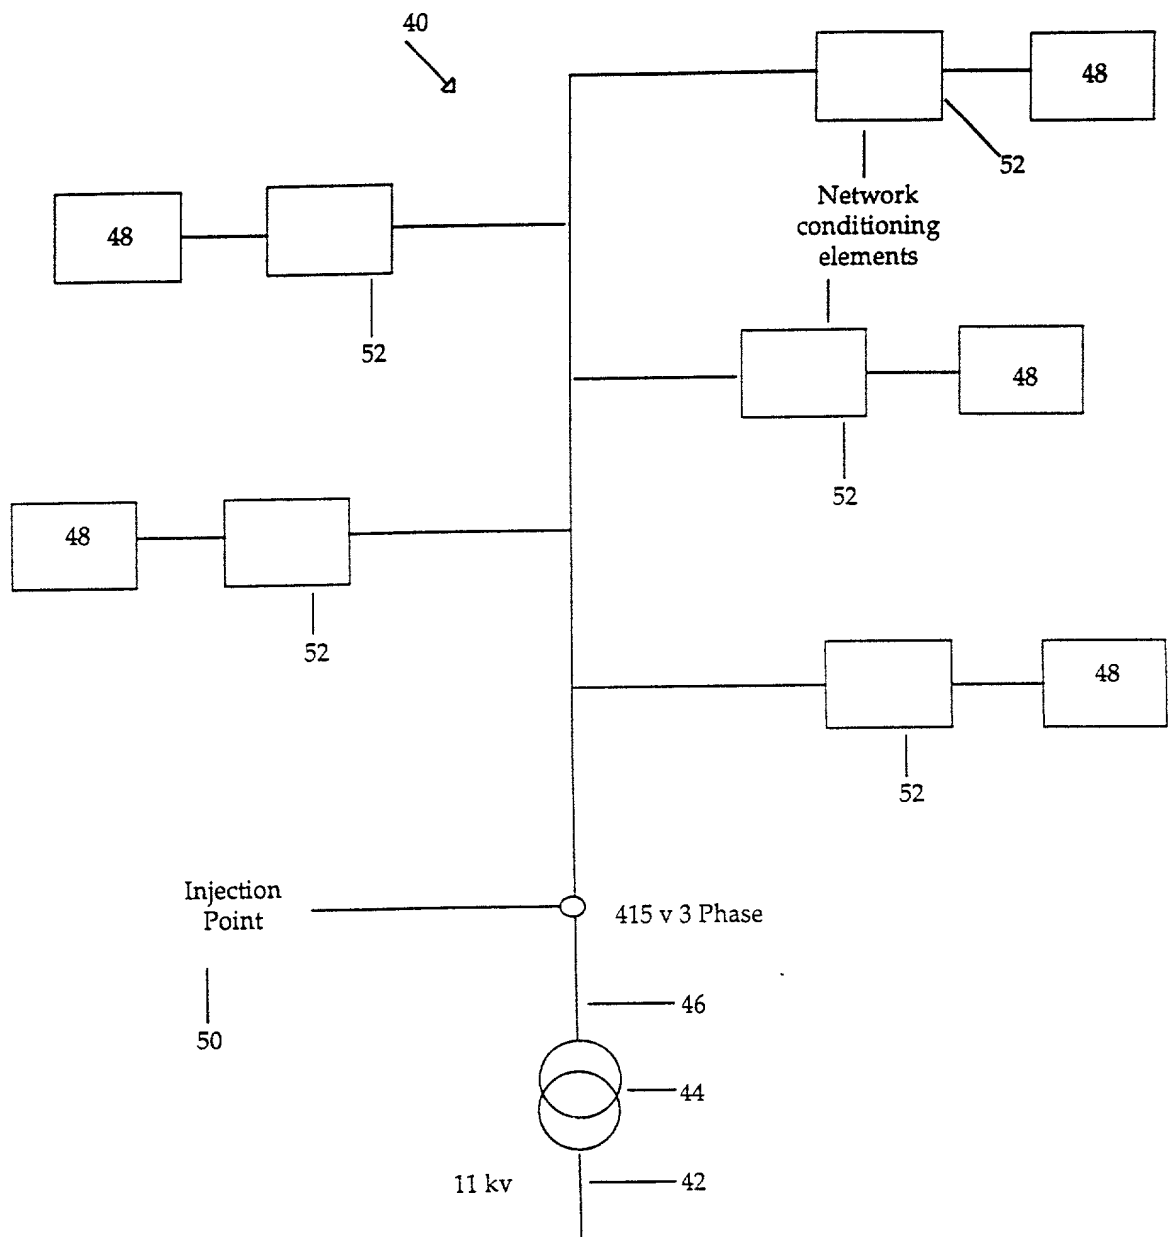 40
48
52
Network
conditioning
elements
48
52
48
52
48
52
48
52
Injection
Point
415 v 3 Phase
46
50
44
11 kv
42